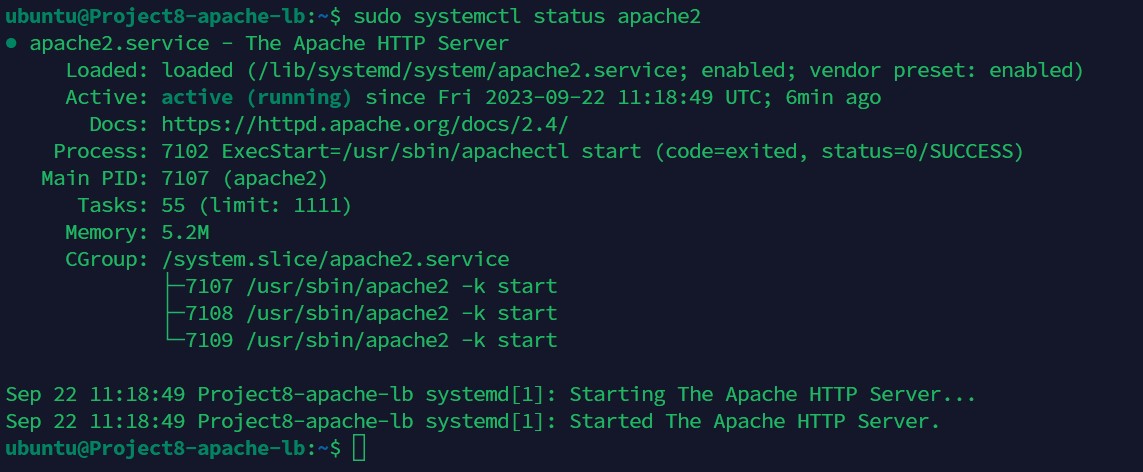 ubuntu@Project8-apache-lb:~$ sudo systemctl status apache2
● apache2.service - The Apache HTTP Server
     Loaded: loaded (/lib/systemd/system/apache2.service; enabled; vendor preset: enabled)
     Active: active (running) since Fri 2023-09-22 11:18:49 UTC; 6min ago
       Docs: https://httpd.apache.org/docs/2.4/
    Process: 7102 ExecStart=/usr/sbin/apachectl start (code=exited, status=0/SUCCESS)
   Main PID: 7107 (apache2)
      Tasks: 55 (limit: 1111)
     Memory: 5.2M
     CGroup: /system.slice/apache2.service
             ├─7107 /usr/sbin/apache2 -k start
             ├─7108 /usr/sbin/apache2 -k start
             └─7109 /usr/sbin/apache2 -k start

Sep 22 11:18:49 Project8-apache-lb systemd[1]: Starting The Apache HTTP Server...
Sep 22 11:18:49 Project8-apache-lb systemd[1]: Started The Apache HTTP Server.
ubuntu@Project8-apache-lb:~$